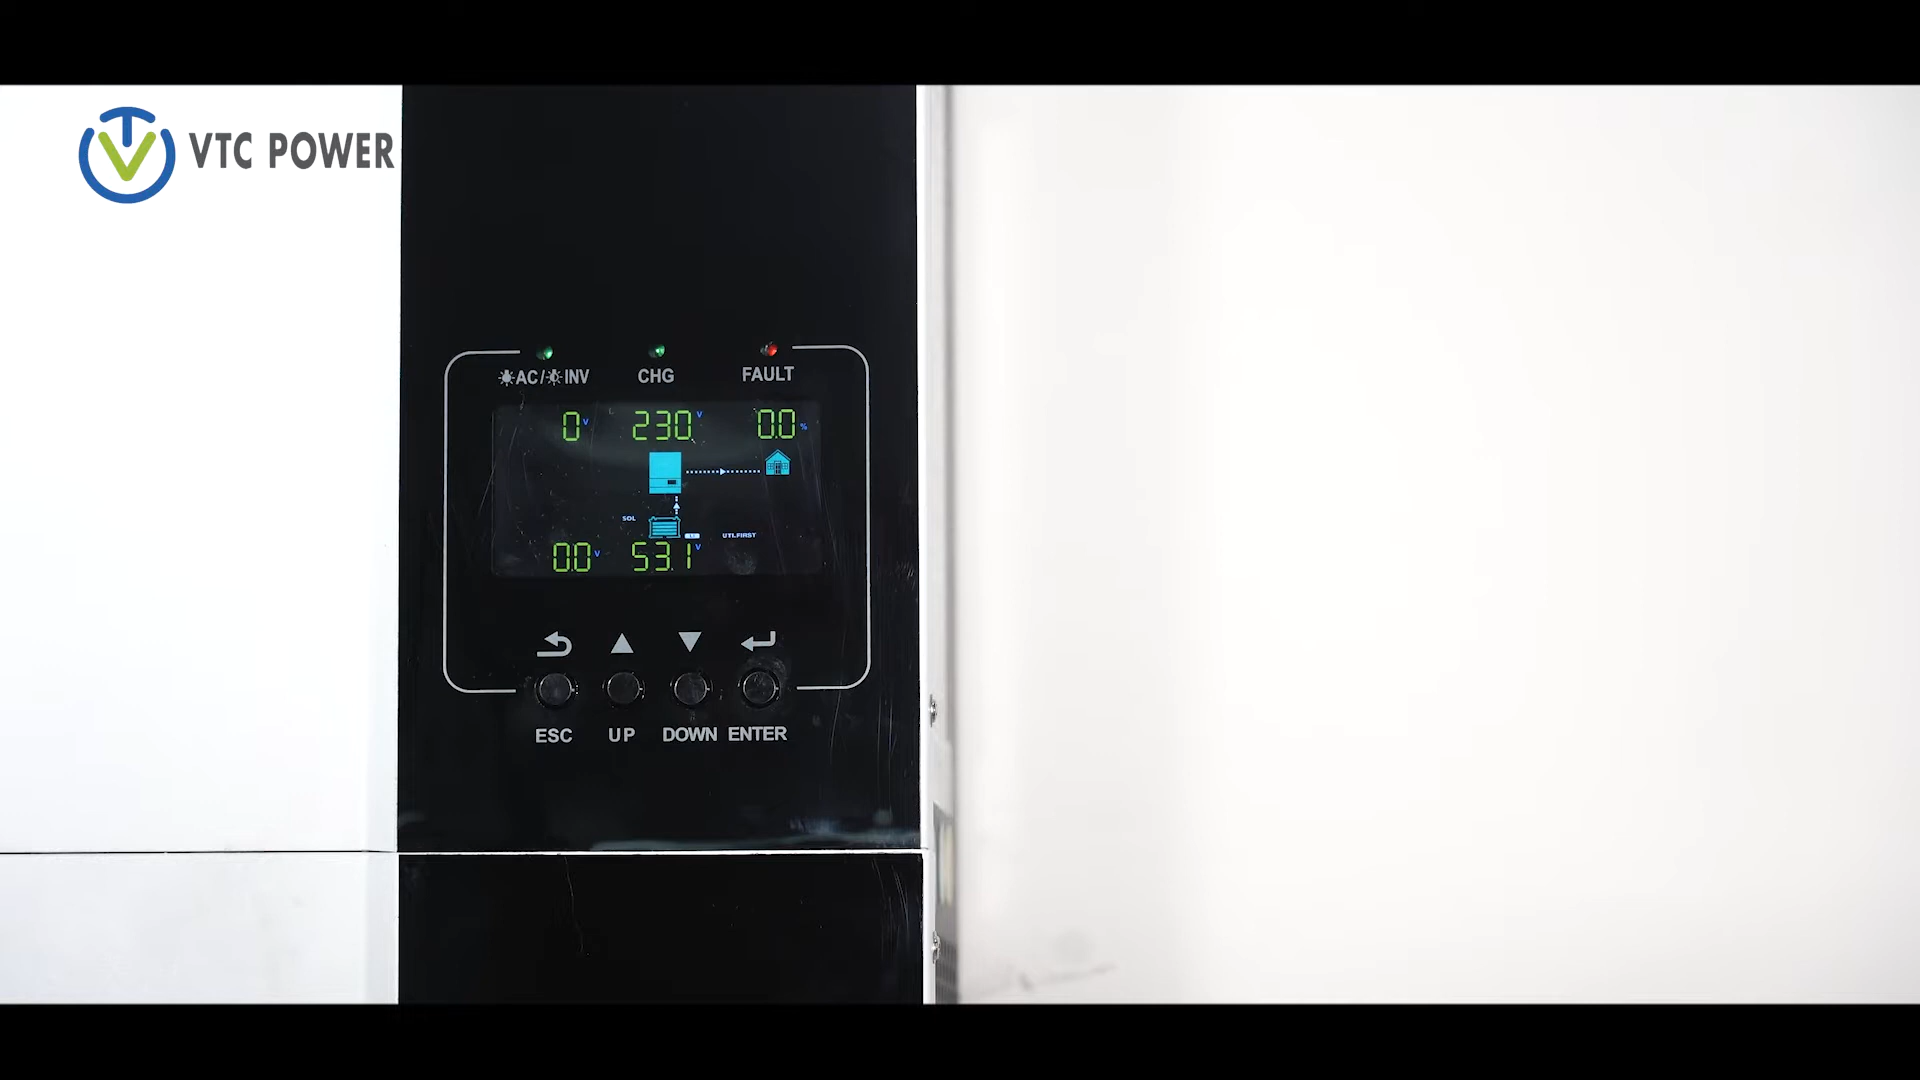 VTC POWER
AC/ INV CHG FAULT
0 V 230 V 0.0 %
SOL
LI UTI.FIRST
0.0 V 53.1 V
ESC UP DOWN ENTER